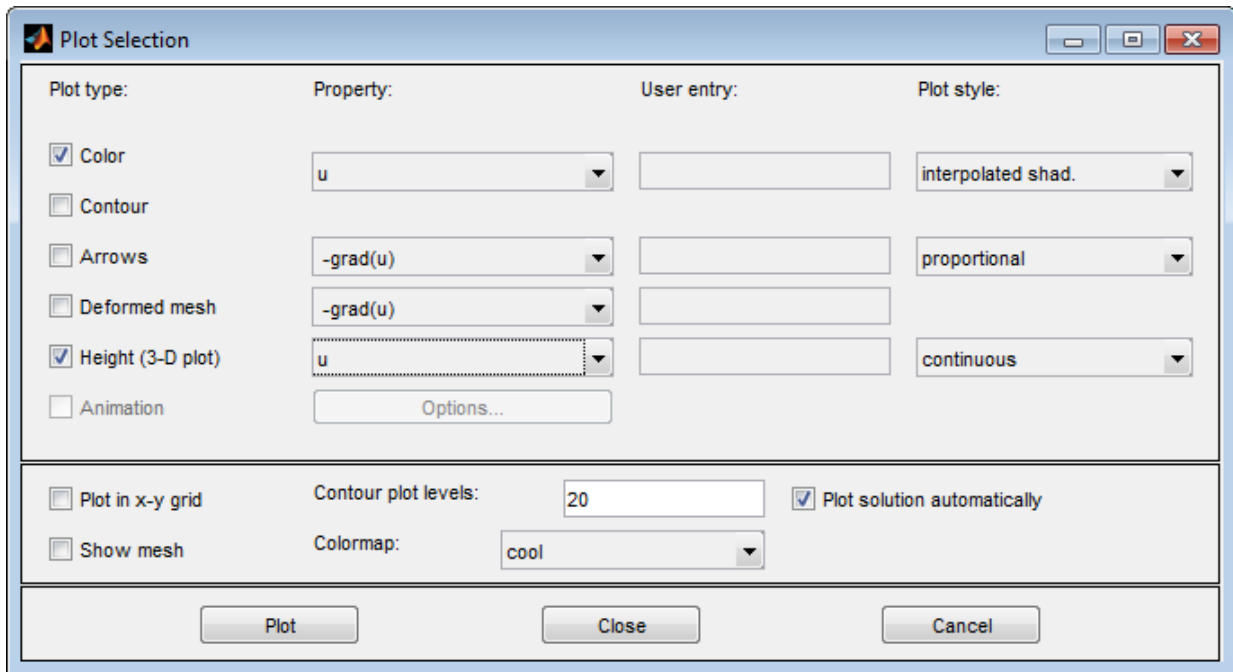 Plot Selection
Plot type: Property: User entry: Plot style:
Color u interpolated shad.
Contour
Arrows -grad(u) proportional
Deformed mesh -grad(u)
Height (3-D plot) u continuous
Animation Options...
Plot in x-y grid Contour plot levels: 20 Plot solution automatically
Show mesh Colormap: cool
Plot Close Cancel